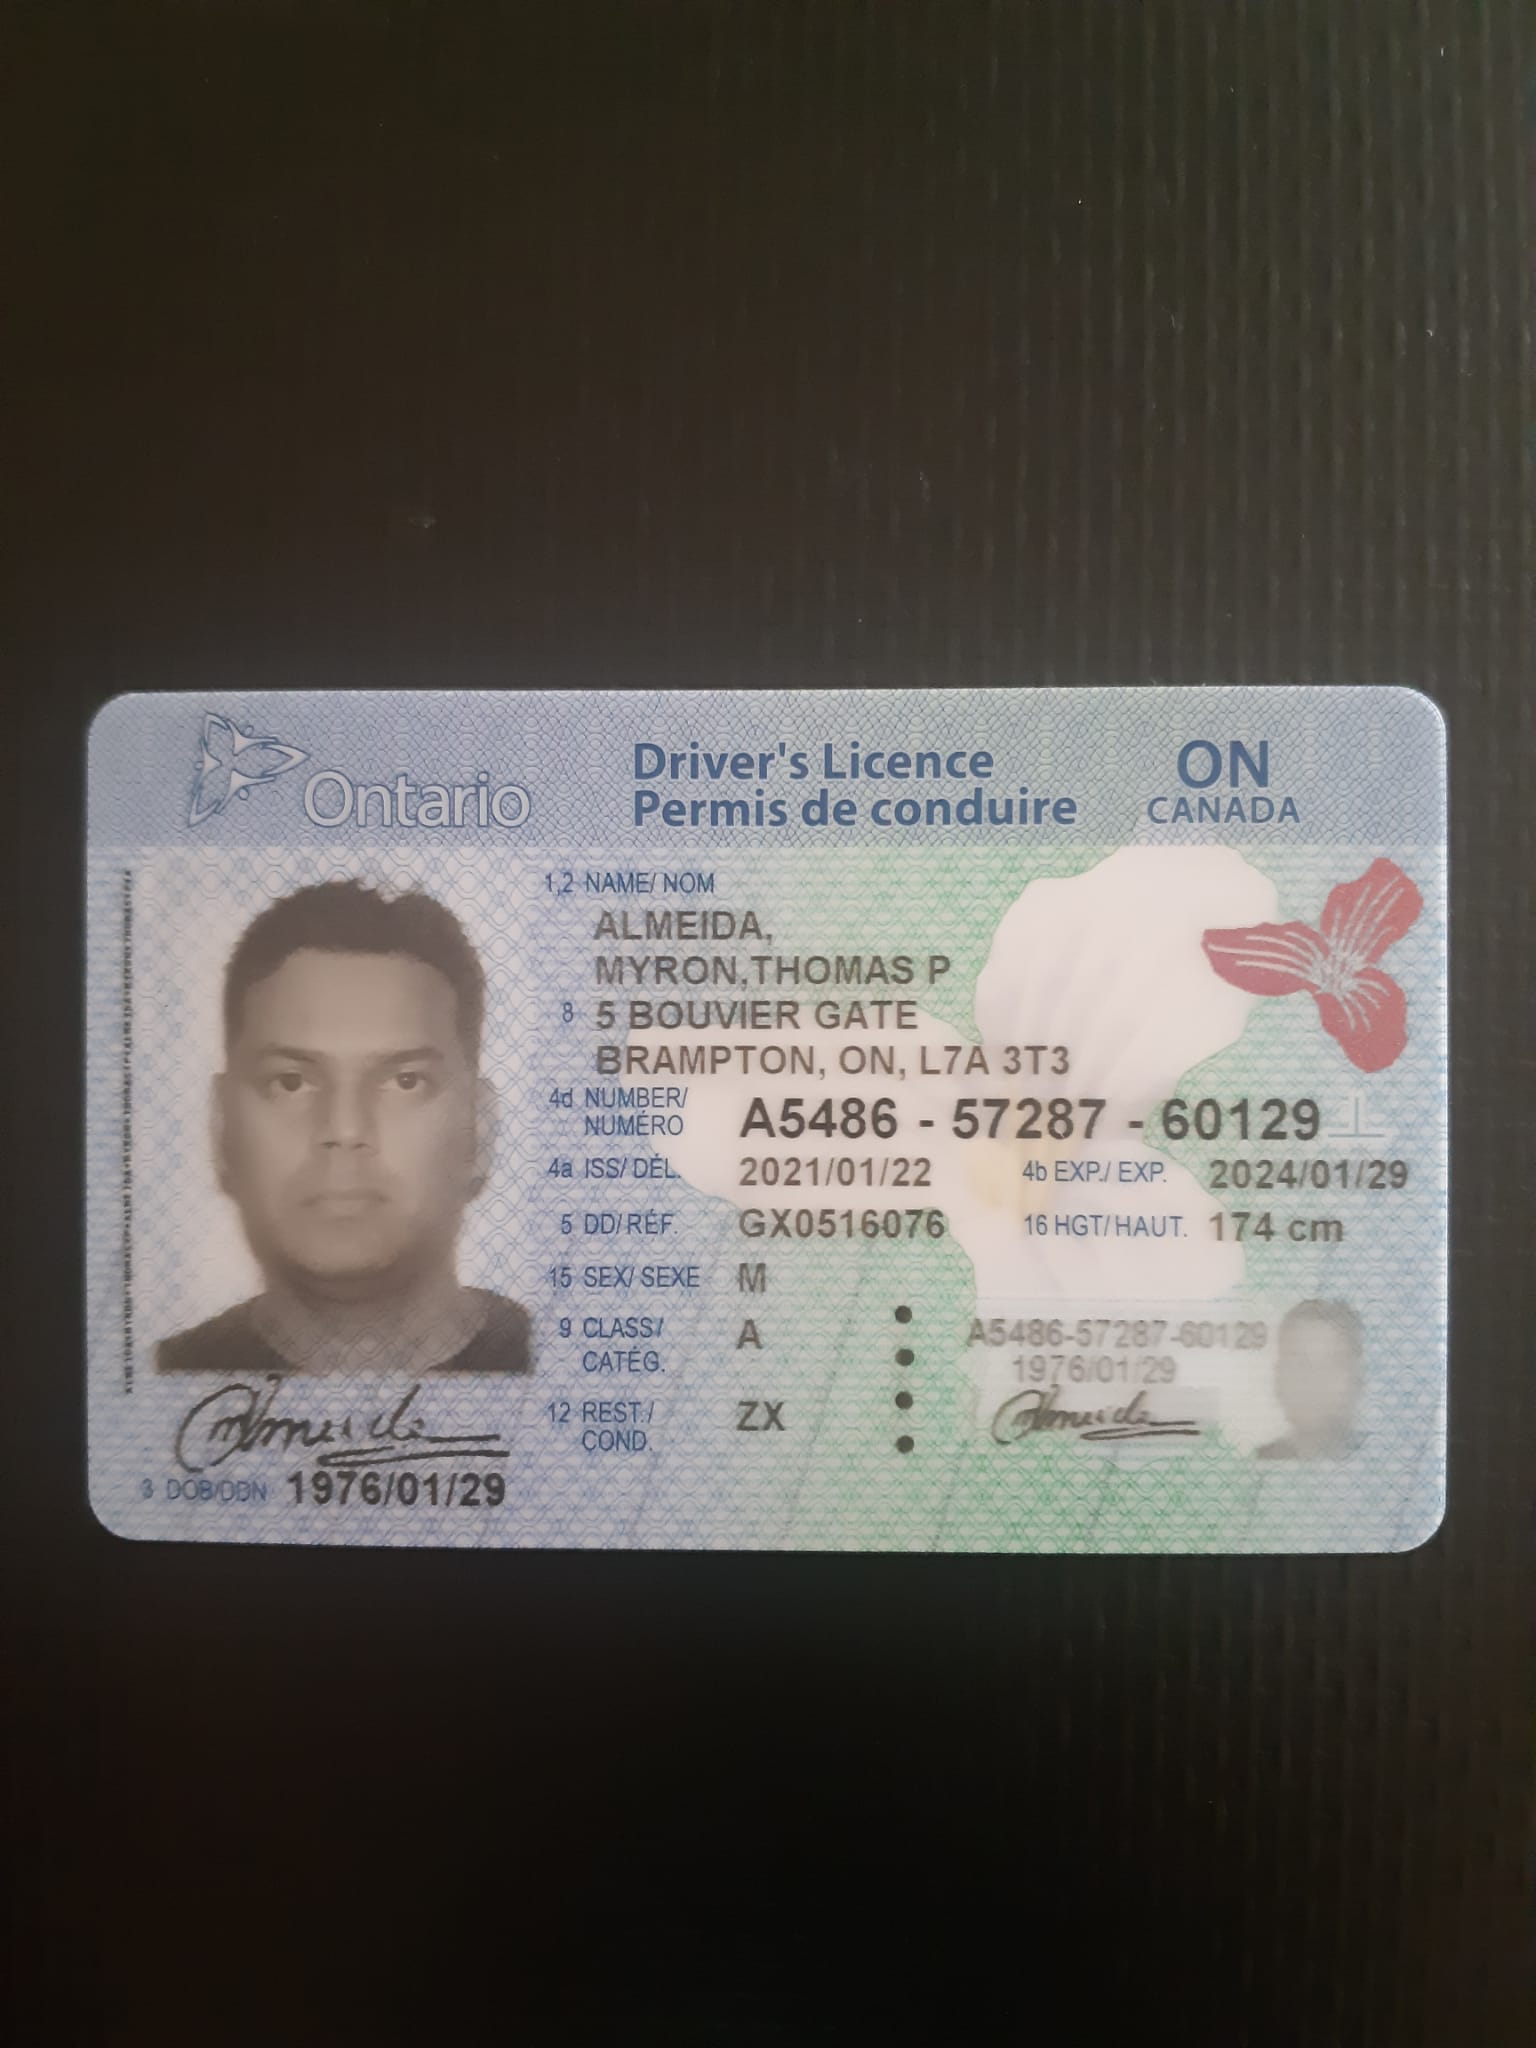 Ontario
Driver's Licence
Permis de conduire
ON
CANADA
1,2 NAME/ NOM
ALMEIDA,
MYRON,THOMAS P
8 5 BOUVIER GATE
BRAMPTON, ON, L7A 3T3
4d NUMBER/
NUMÉRO A5486 - 57287 - 60129
4a ISS/ DÉL. 2021/01/22 4b EXP./ EXP. 2024/01/29
5 DD/RÉF. GX0516076 16 HGT/HAUT. 174 cm
15 SEX/ SEXE M
9 CLASS/
CATÉG. A
12 REST./
COND. ZX
A5486-57287-60129
1976/01/29
3 DOB/DDN 1976/01/29